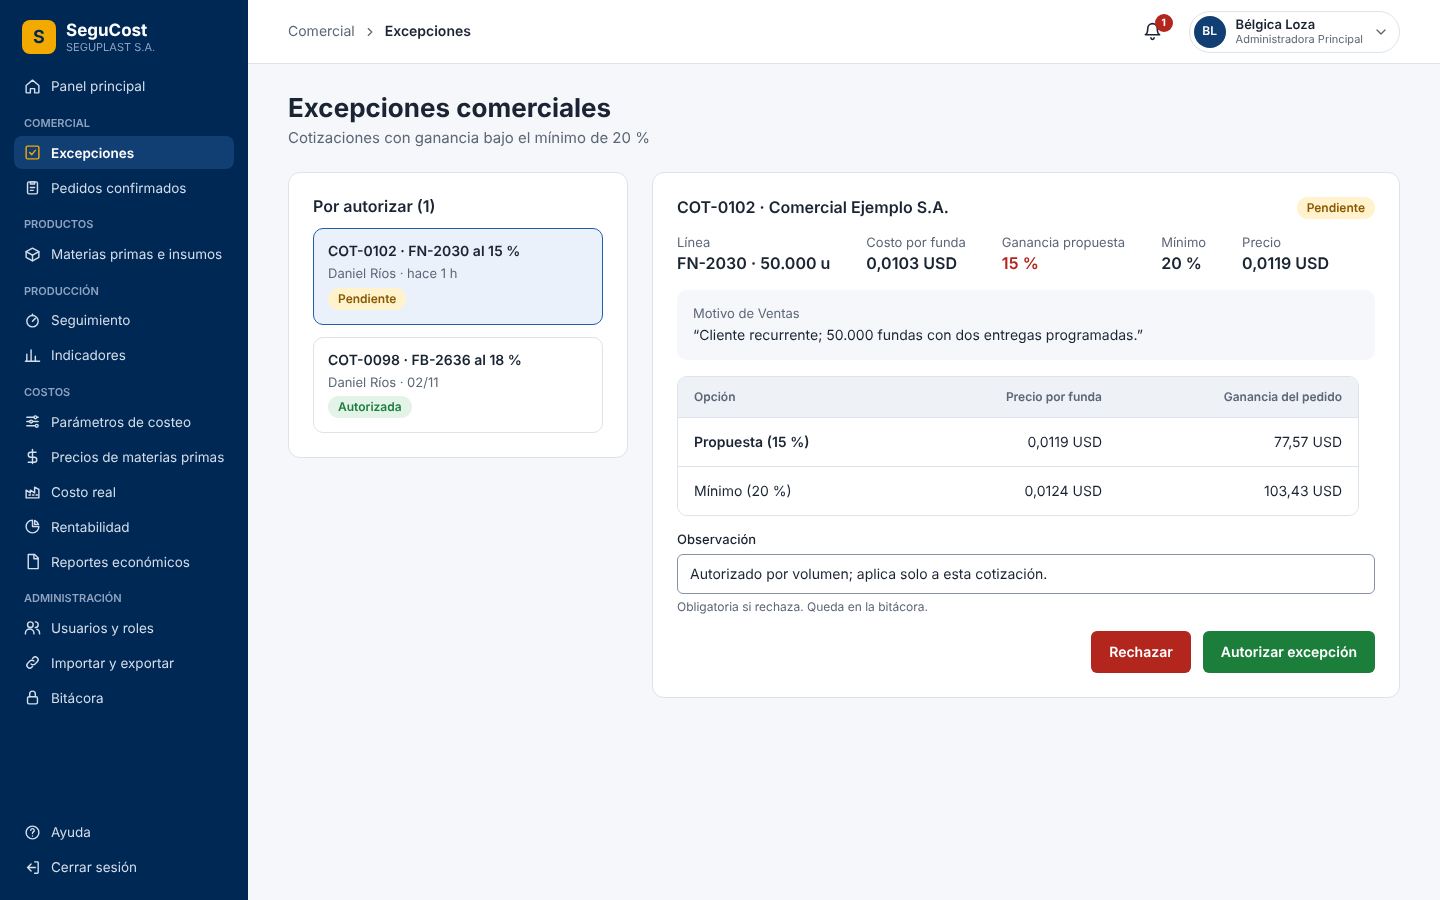 S
SeguCost
SEGUPLAST S.A.
Panel principal
COMERCIAL
Excepciones
Pedidos confirmados
PRODUCTOS
Materias primas e insumos
PRODUCCIÓN
Seguimiento
Indicadores
COSTOS
Parámetros de costeo
Precios de materias primas
Costo real
Rentabilidad
Reportes económicos
ADMINISTRACIÓN
Usuarios y roles
Importar y exportar
Bitácora
Ayuda
Cerrar sesión
Comercial > Excepciones
1
BL
Bélgica Loza
Administradora Principal
Excepciones comerciales
Cotizaciones con ganancia bajo el mínimo de 20 %
Por autorizar (1)
COT-0102 · FN-2030 al 15 %
Daniel Ríos · hace 1 h
Pendiente
COT-0098 · FB-2636 al 18 %
Daniel Ríos · 02/11
Autorizada
COT-0102 · Comercial Ejemplo S.A. Pendiente
Línea Costo por funda Ganancia propuesta Mínimo Precio
FN-2030 · 50.000 u 0,0103 USD 15 % 20 % 0,0119 USD
Motivo de Ventas
“Cliente recurrente; 50.000 fundas con dos entregas programadas.”
Opción Precio por funda Ganancia del pedido
Propuesta (15 %) 0,0119 USD 77,57 USD
Mínimo (20 %) 0,0124 USD 103,43 USD
Observación
Autorizado por volumen; aplica solo a esta cotización.
Obligatoria si rechaza. Queda en la bitácora.
Rechazar Autorizar excepción